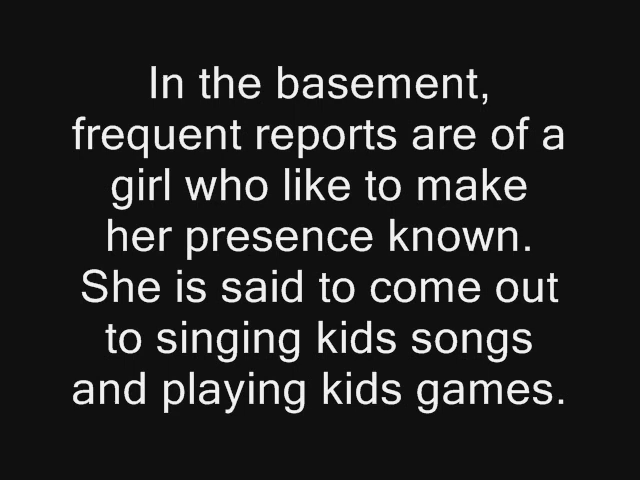 In the basement,
frequent reports are of a
girl who like to make
her presence known.
She is said to come out
to singing kids songs
and playing kids games.